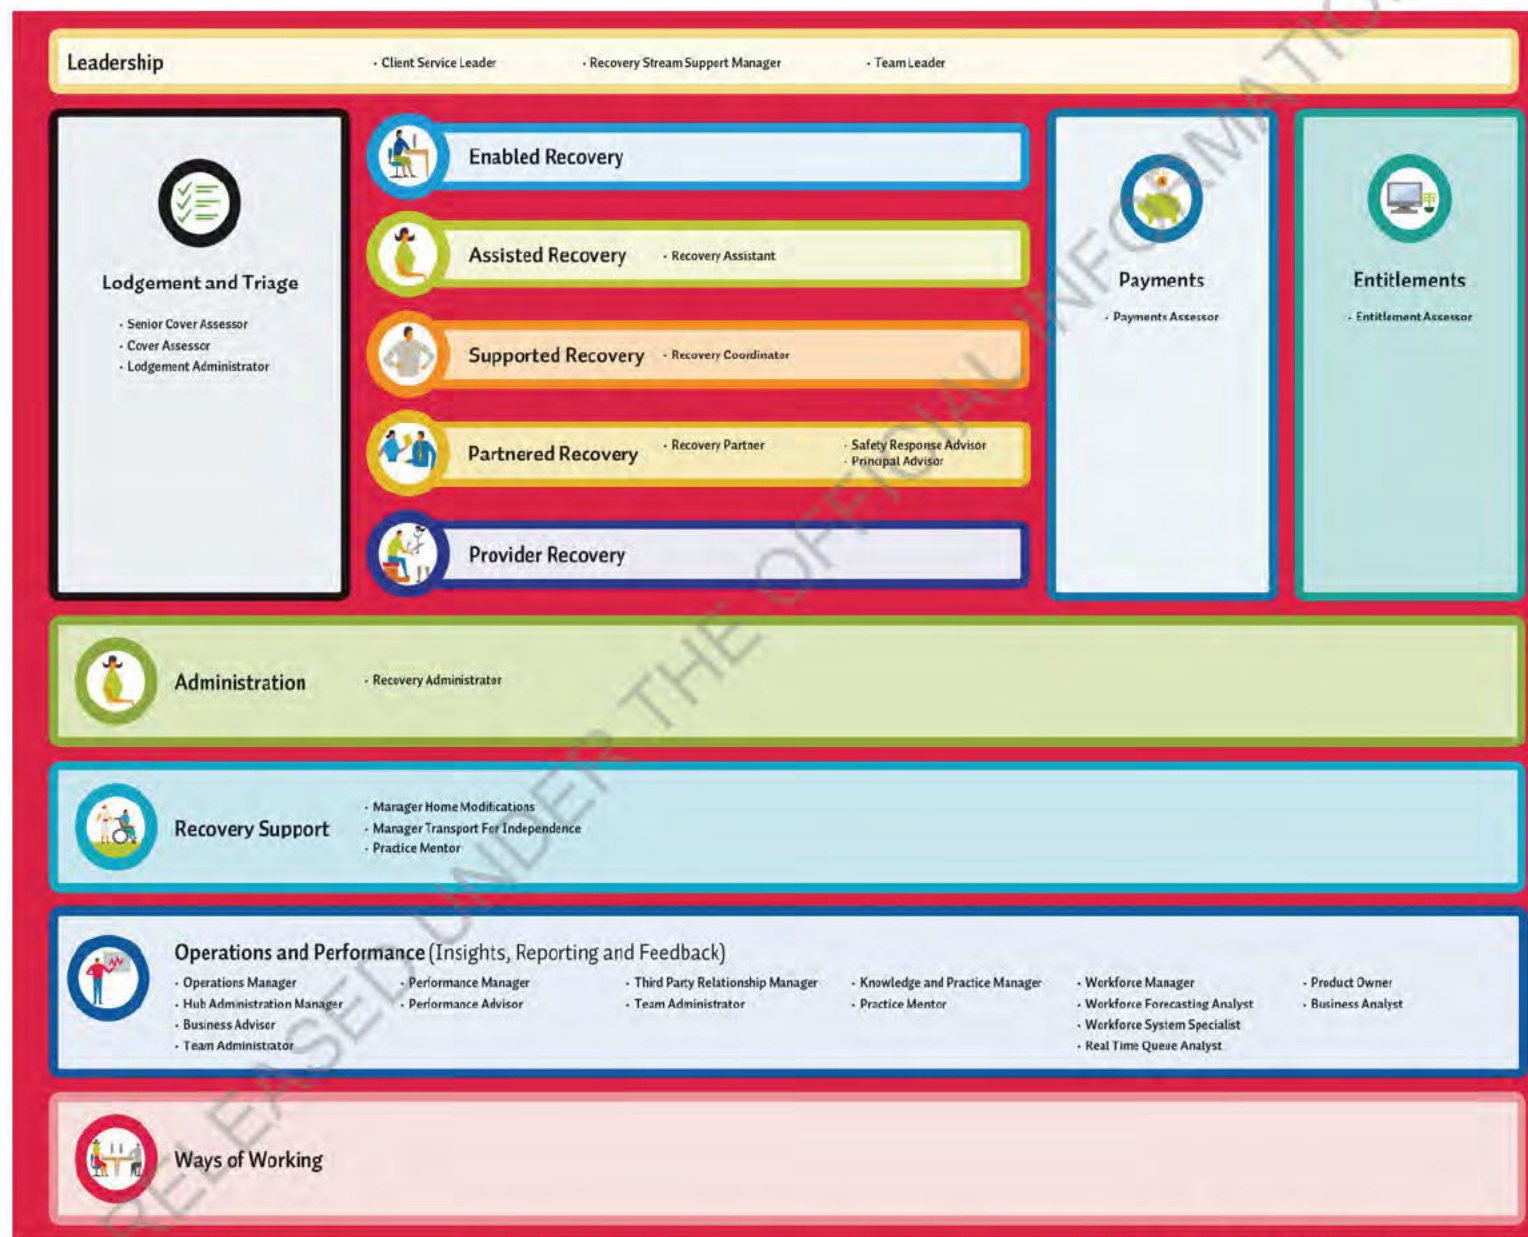 Leadership
· Client Service Leader
· Recovery Stream Support Manager
· Team Leader
Lodgement and Triage
· Senior Cover Assessor
· Cover Assessor
· Lodgement Administrator
Enabled Recovery
Assisted Recovery
· Recovery Assistant
Supported Recovery
· Recovery Coordinator
Partnered Recovery
· Recovery Partner
· Safety Response Advisor
· Principal Advisor
Provider Recovery
Payments
· Payments Assessor
Entitlements
· Entitlement Assessor
Administration
· Recovery Administrator
Recovery Support
· Manager Home Modifications
· Manager Transport For Independence
· Practice Mentor
Operations and Performance (Insights, Reporting and Feedback)
· Operations Manager
· Hub Administration Manager
· Business Advisor
· Team Administrator
· Performance Manager
· Performance Advisor
· Third Party Relationship Manager
· Team Administrator
· Knowledge and Practice Manager
· Practice Mentor
· Workforce Manager
· Workforce Forecasting Analyst
· Workforce System Specialist
· Real Time Queue Analyst
· Product Owner
· Business Analyst
Ways of Working
RELEASED UNDER THE OFFICIAL INFORMATIO